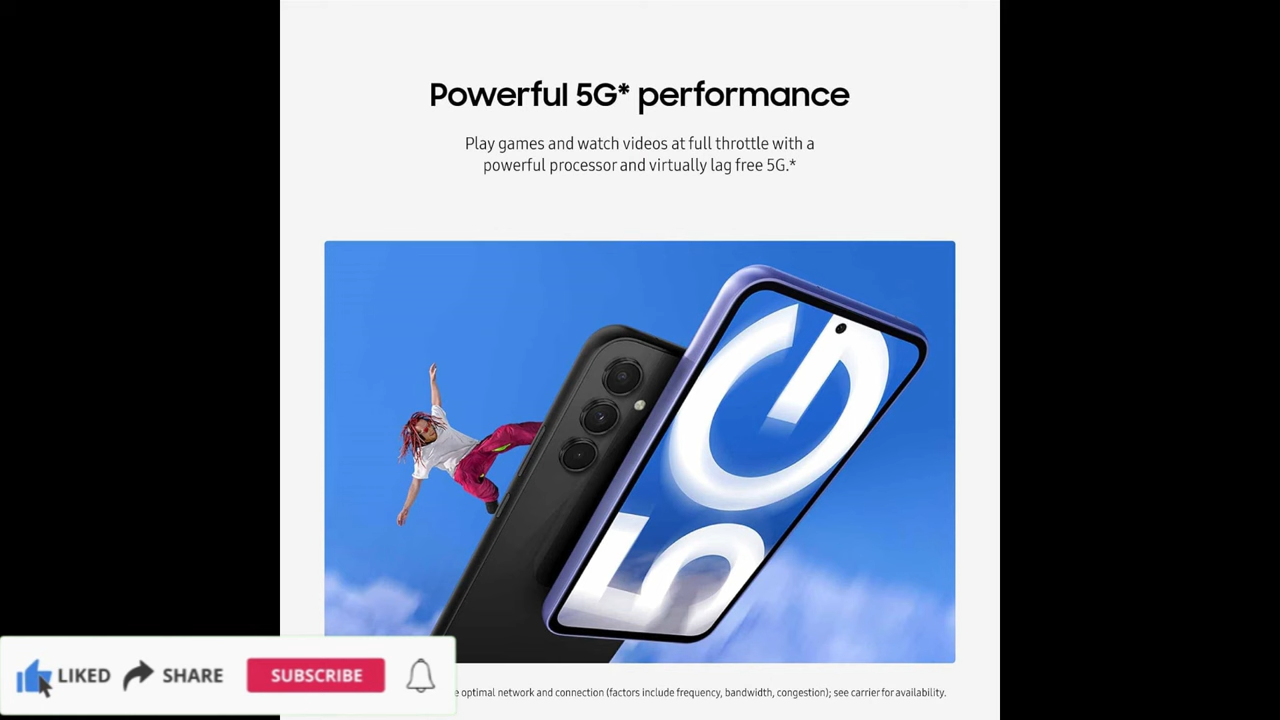 Powerful 5G* performance
Play games and watch videos at full throttle with a
powerful processor and virtually lag free 5G.*
5G
LIKED SHARE SUBSCRIBE
optimal network and connection (factors include frequency, bandwidth, congestion); see carrier for availability.